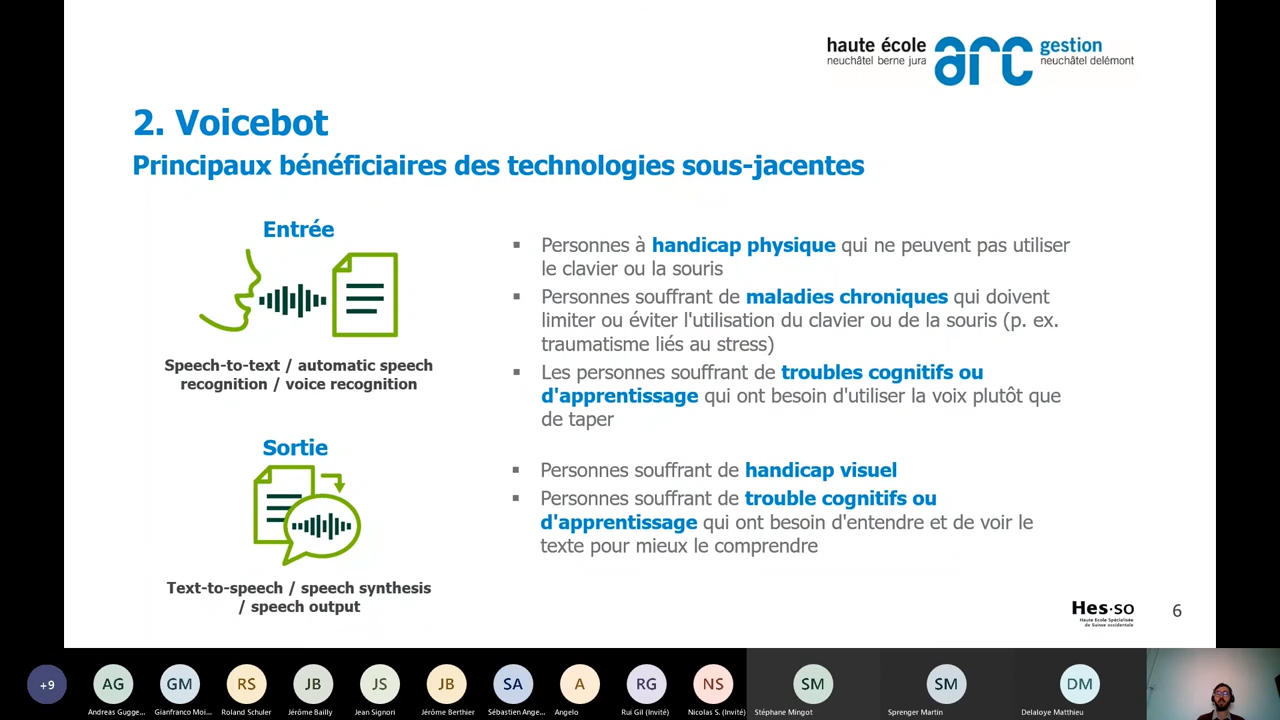 haute école
neuchâtel berne jura
arc
gestion
neuchâtel delémont
2. Voicebot
Principaux bénéficiaires des technologies sous-jacentes
Entrée
Speech-to-text / automatic speech
recognition / voice recognition
▪ Personnes à handicap physique qui ne peuvent pas utiliser
le clavier ou la souris
▪ Personnes souffrant de maladies chroniques qui doivent
limiter ou éviter l'utilisation du clavier ou de la souris (p. ex.
traumatisme liés au stress)
▪ Les personnes souffrant de troubles cognitifs ou
d'apprentissage qui ont besoin d'utiliser la voix plutôt que
de taper
Sortie
Text-to-speech / speech synthesis
/ speech output
▪ Personnes souffrant de handicap visuel
▪ Personnes souffrant de trouble cognitifs ou
d'apprentissage qui ont besoin d'entendre et de voir le
texte pour mieux le comprendre
Hes·so
Haute Ecole Spécialisée
de Suisse occidentale
6
+9
AG
GM
RS
JB
JS
JB
SA
A
RG
NS
SM
SM
DM
Andreas Gugge...
Gianfranco Moi...
Roland Schuler
Jérôme Bailly
Jean Signori
Jérôme Berthier
Sébastien Ange...
Angelo
Rui Gil (Invité)
Nicolas S. (Invité)
Stéphane Mingot
Sprenger Martin
Delaloye Matthieu